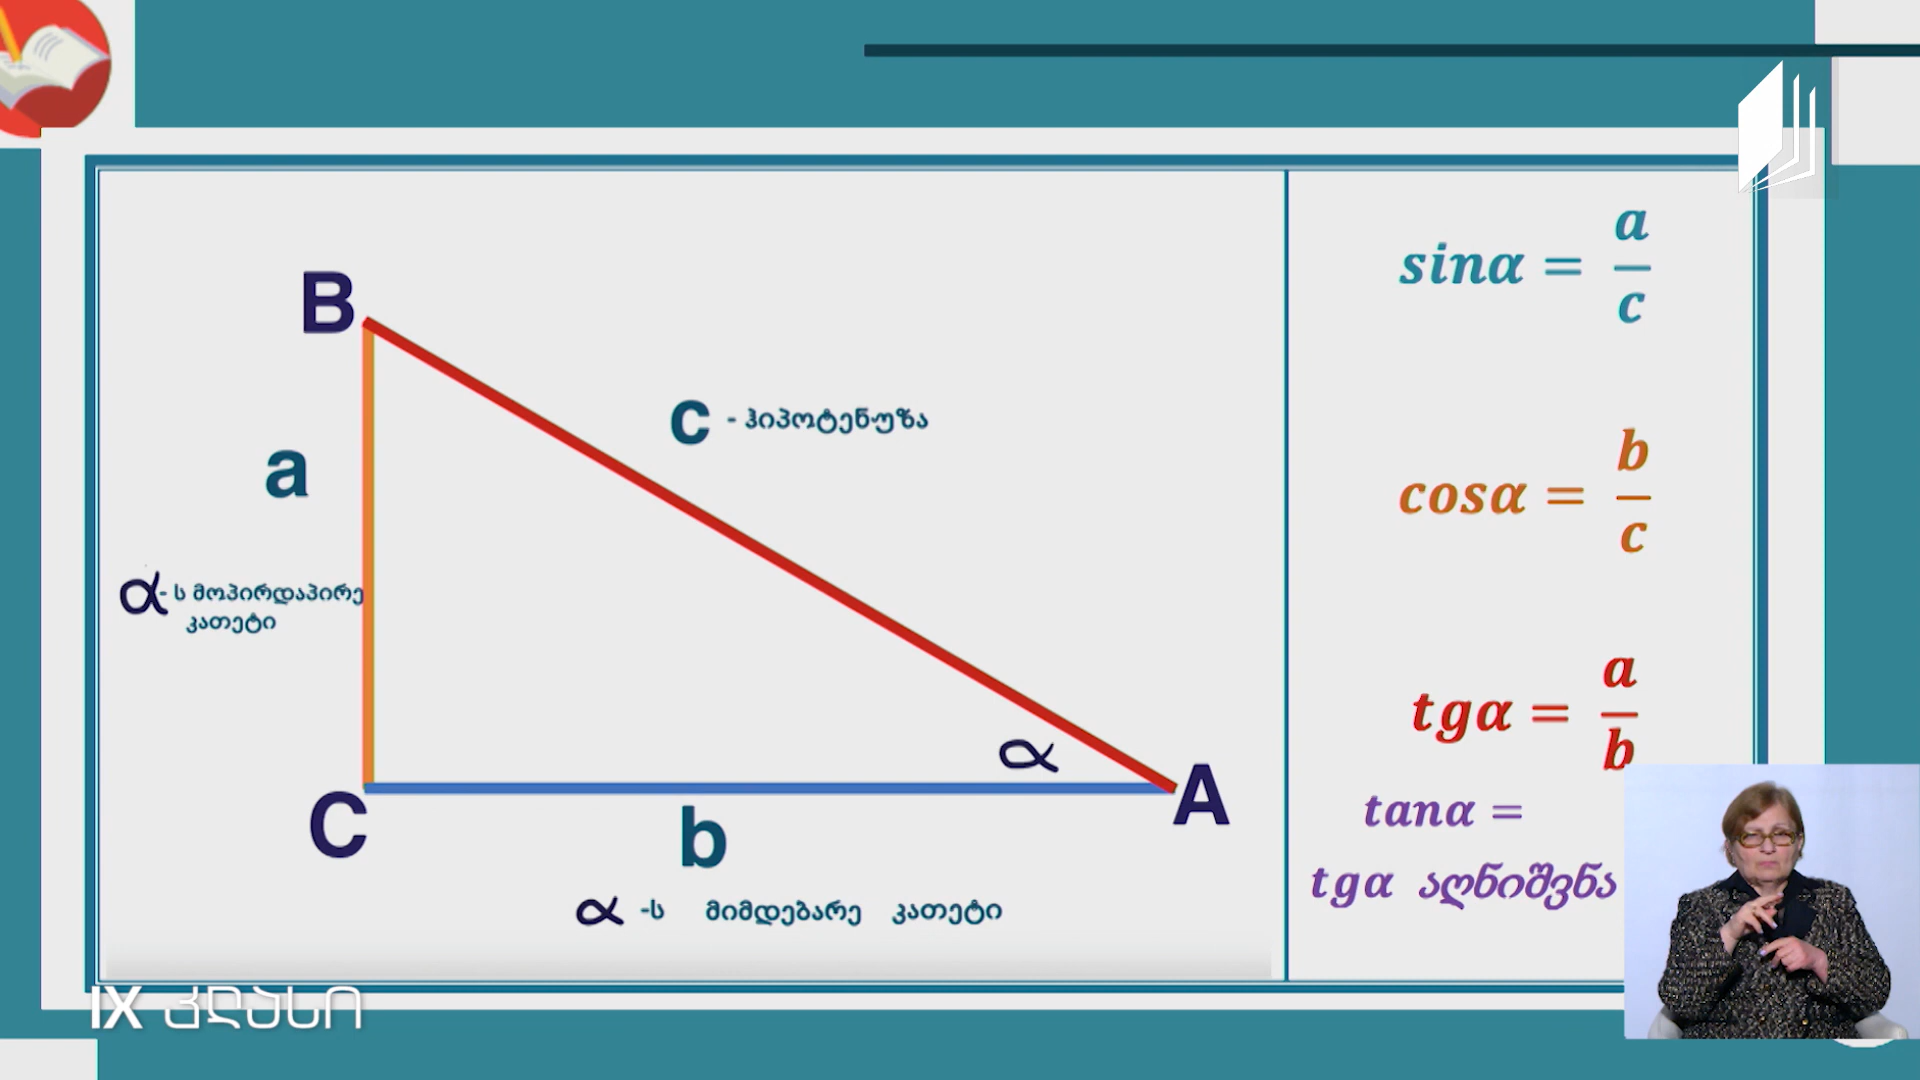 B
c - ჰიპოტენუზა
a
α- ს მოპირდაპირე
კათეტი
α
C
A
b
α -ს მიმდებარე კათეტი
sinα = a/c
cosα = b/c
tgα = a/b
tanα =
tgα აღნიშვნა
IX კლასი